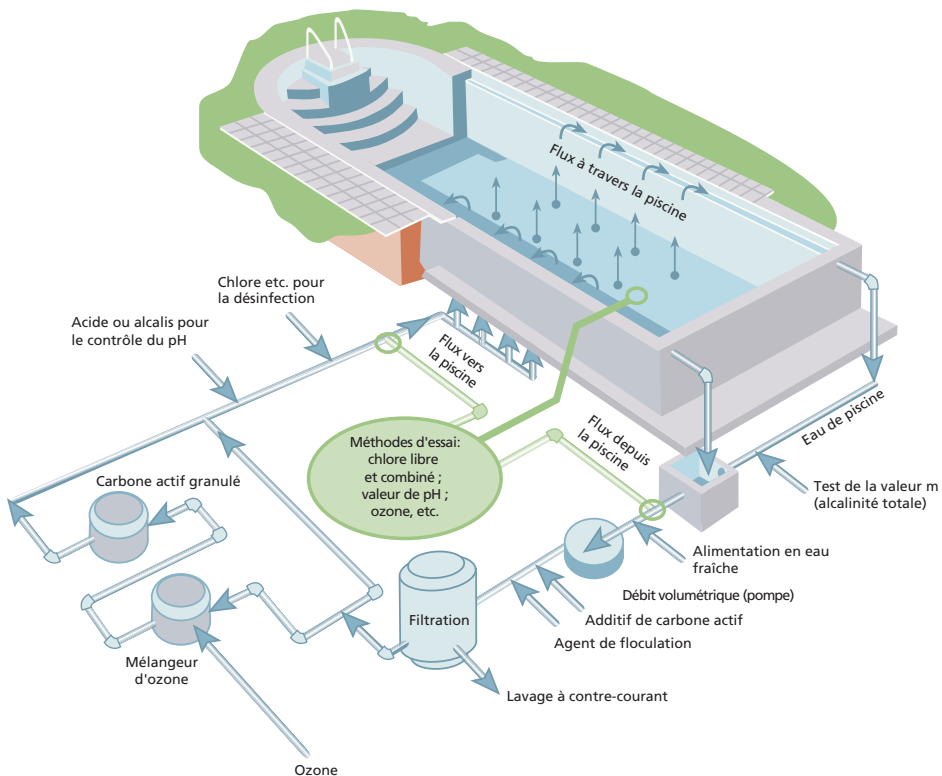 Flux à travers la piscine
Chlore etc. pour
la désinfection
Acide ou alcalis pour
le contrôle du pH
Flux vers
la piscine
Flux depuis
la piscine
Eau de piscine
Méthodes d'essai:
chlore libre
et combiné ;
valeur de pH ;
ozone, etc.
Carbone actif granulé
Test de la valeur m
(alcalinité totale)
Alimentation en eau
fraîche
Débit volumétrique (pompe)
Additif de carbone actif
Agent de floculation
Filtration
Mélangeur
d'ozone
Lavage à contre-courant
Ozone